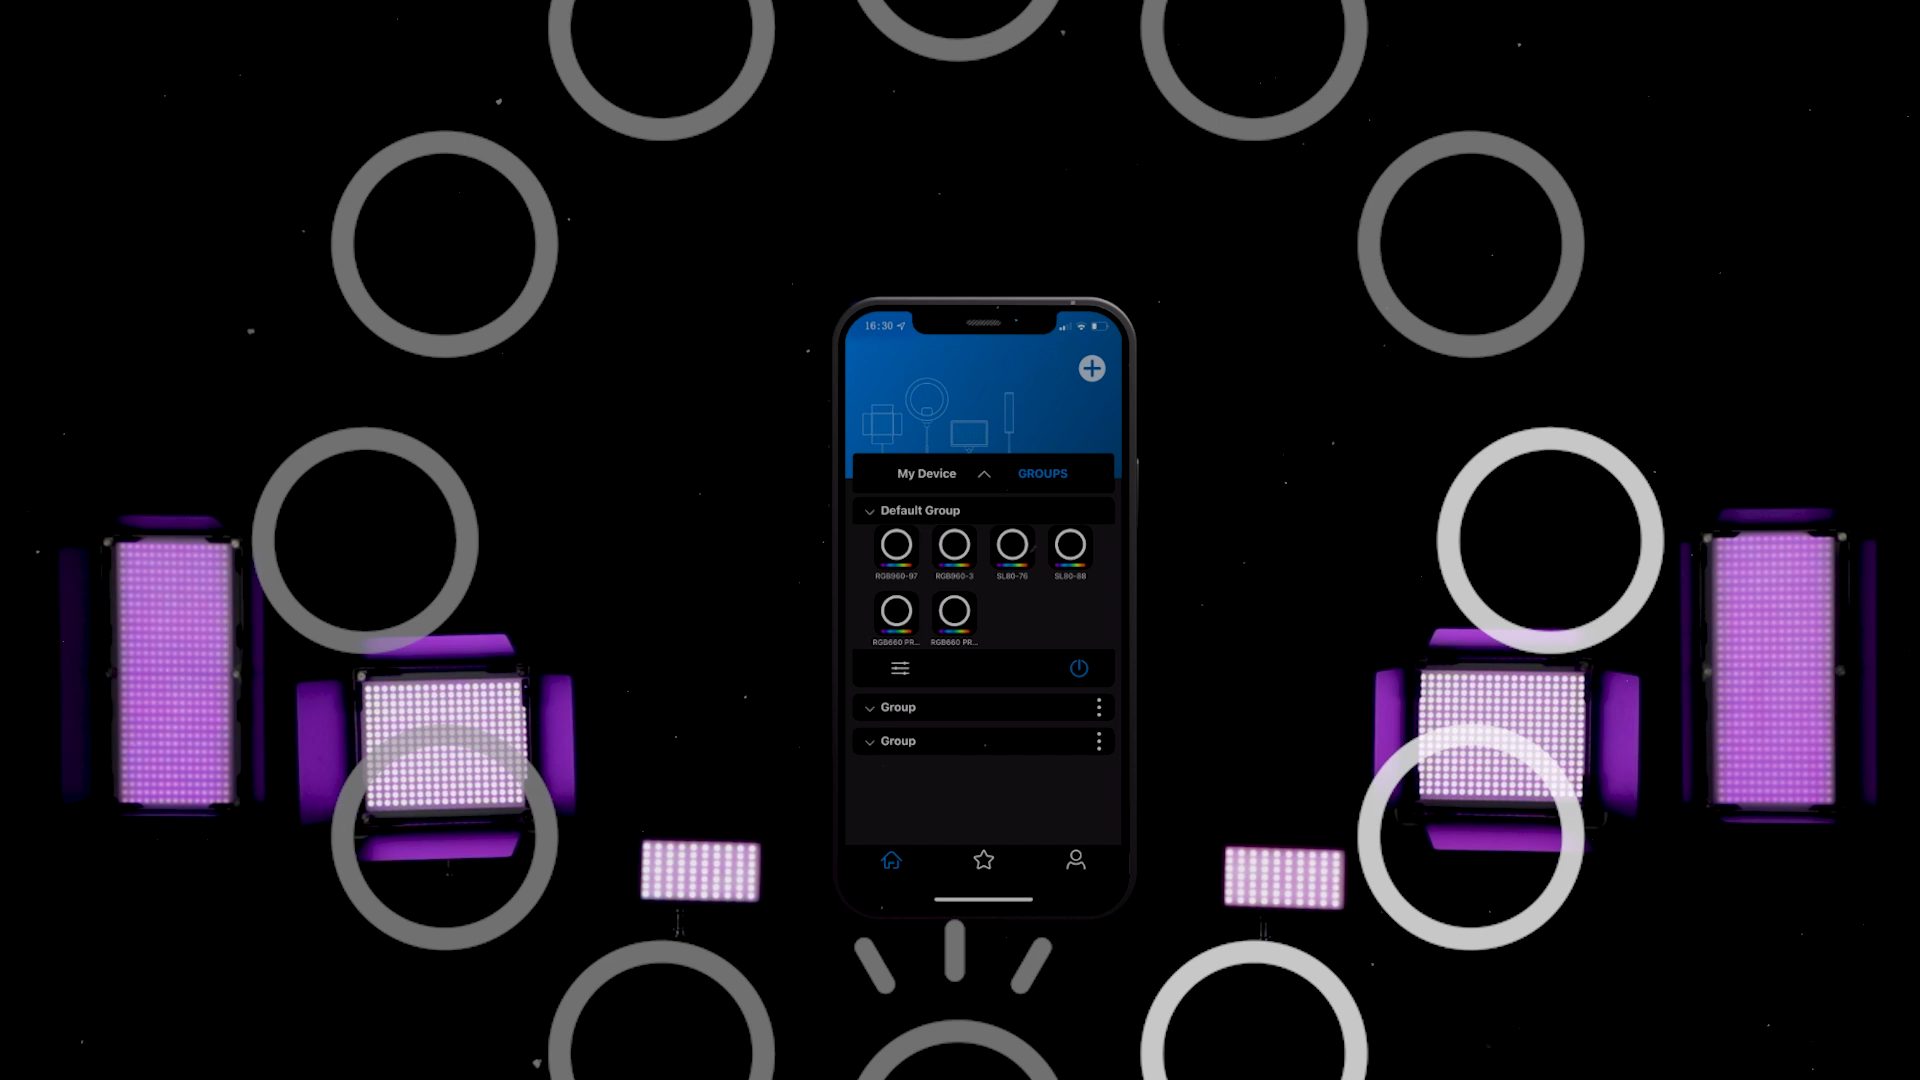 16:30
My Device GROUPS
Default Group
RGB960-97 RGB960-3 SL80-76 SL80-88
RGB660 PR... RGB660 PR...
Group
Group